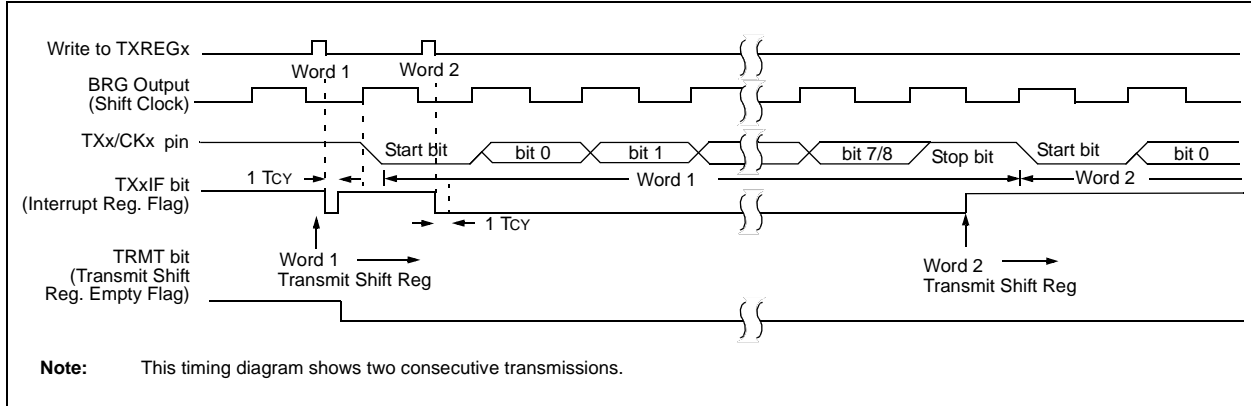 Write to TXREGx
Word 1
Word 2
BRG Output
(Shift Clock)
TXx/CKx pin
Start bit
bit 0
bit 1
bit 7/8
Stop bit
Start bit
bit 0
1 TCY
Word 1
Word 2
TXxIF bit
(Interrupt Reg. Flag)
1 TCY
TRMT bit
(Transmit Shift
Reg. Empty Flag)
Word 1
Transmit Shift Reg
Word 2
Transmit Shift Reg
Note: This timing diagram shows two consecutive transmissions.